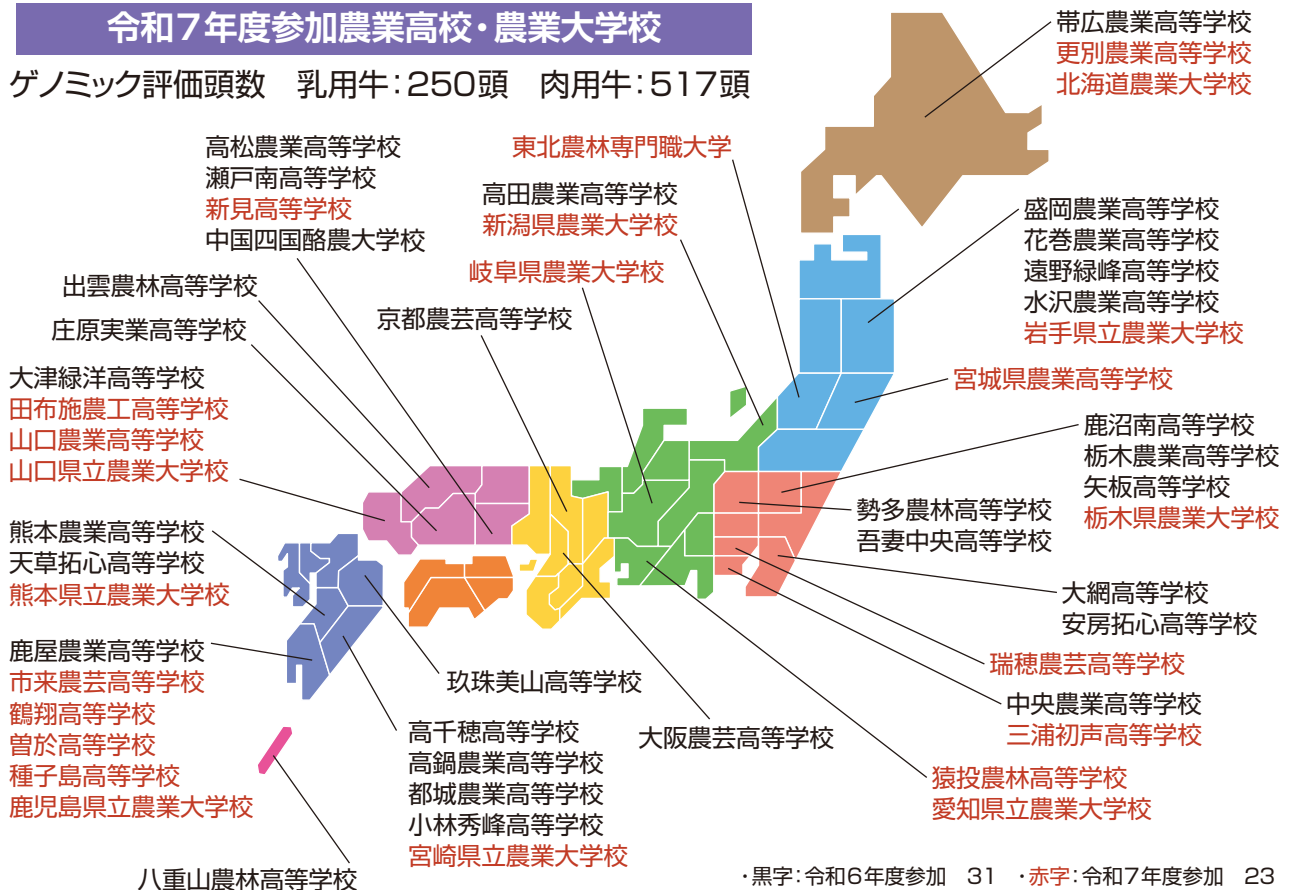 令和7年度参加農業高校・農業大学校
ゲノミック評価頭数　乳用牛：250頭　肉用牛：517頭
帯広農業高等学校
更別農業高等学校
北海道農業大学校
高松農業高等学校
瀬戸南高等学校
新見高等学校
中国四国酪農大学校
東北農林専門職大学
高田農業高等学校
新潟県農業大学校
岐阜県農業大学校
盛岡農業高等学校
花巻農業高等学校
遠野緑峰高等学校
水沢農業高等学校
岩手県立農業大学校
出雲農林高等学校
庄原実業高等学校
京都農芸高等学校
大津緑洋高等学校
田布施農工高等学校
山口農業高等学校
山口県立農業大学校
宮城県農業高等学校
鹿沼南高等学校
栃木農業高等学校
矢板高等学校
栃木県農業大学校
勢多農林高等学校
吾妻中央高等学校
熊本農業高等学校
天草拓心高等学校
熊本県立農業大学校
大網高等学校
安房拓心高等学校
鹿屋農業高等学校
市来農芸高等学校
鶴翔高等学校
曽於高等学校
種子島高等学校
鹿児島県立農業大学校
玖珠美山高等学校
瑞穂農芸高等学校
中央農業高等学校
三浦初声高等学校
高千穂高等学校
高鍋農業高等学校
都城農業高等学校
小林秀峰高等学校
宮崎県立農業大学校
大阪農芸高等学校
猿投農林高等学校
愛知県立農業大学校
八重山農林高等学校
・黒字：令和6年度参加　31　・赤字：令和7年度参加　23